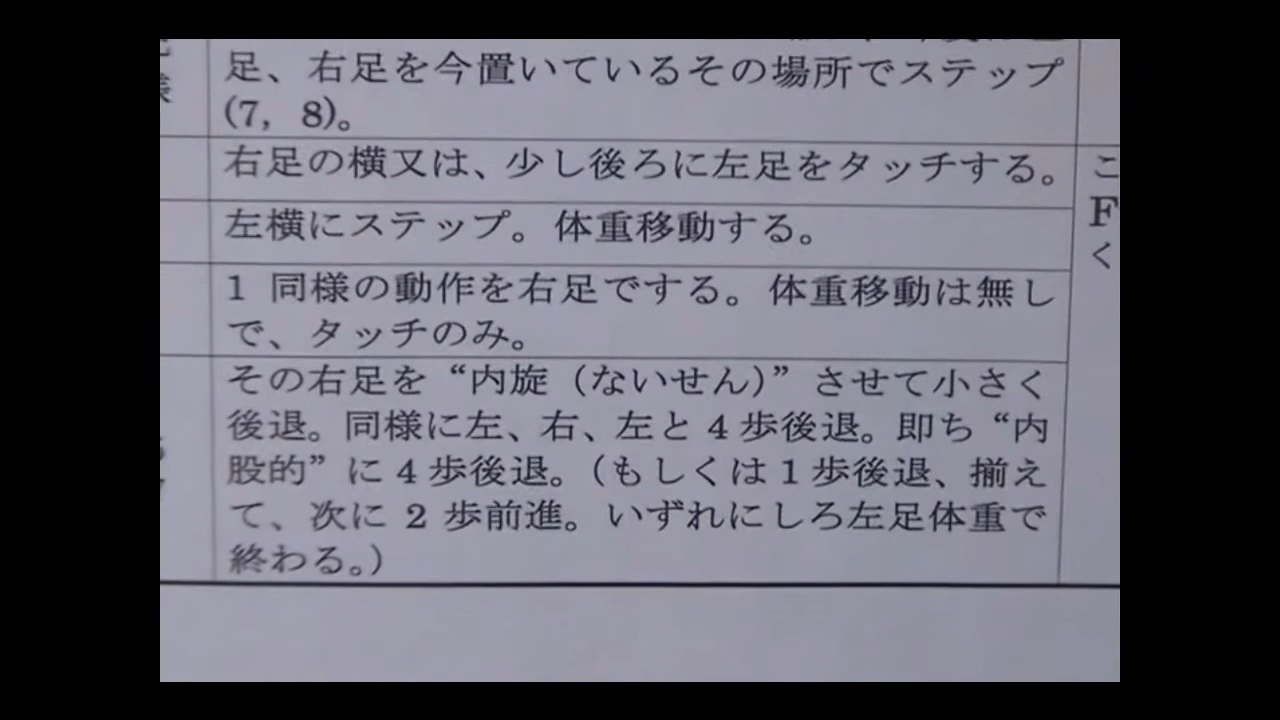 足、右足を今置いているその場所でステップ
(7, 8)。
右足の横又は、少し後ろに左足をタッチする。
左横にステップ。体重移動する。
1 同様の動作を右足でする。体重移動は無し
で、タッチのみ。
その右足を“内旋（ないせん）”させて小さく
後退。同様に左、右、左と 4 歩後退。即ち“内
股的”に 4 歩後退。（もしくは 1 歩後退、揃え
て、次に 2 歩前進。いずれにしろ左足体重で
終わる。）
こ
F
く